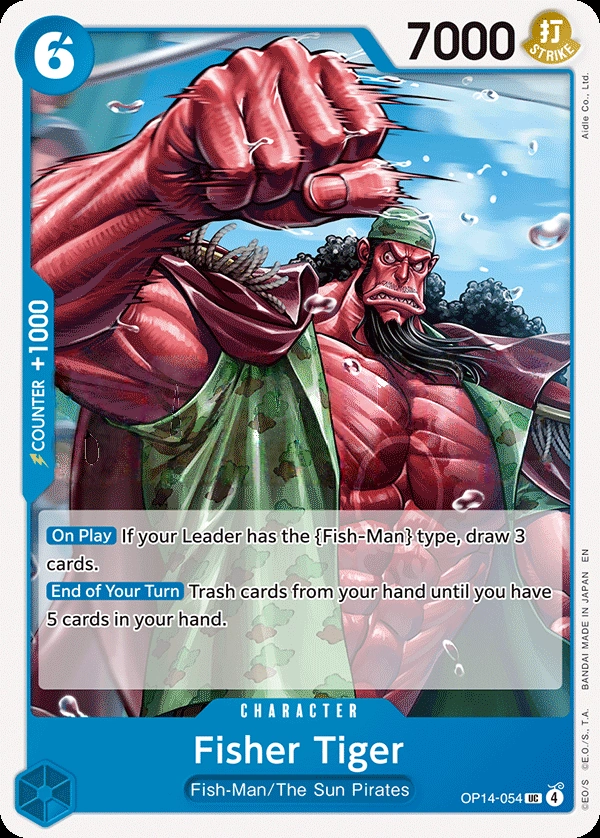 6
7000
打
STRIKE
Aidle Co., Ltd.
COUNTER +1000
On Play If your Leader has the {Fish-Man} type, draw 3
cards.
End of Your Turn Trash cards from your hand until you have
5 cards in your hand.
©E.O/S ©E.O./S., T.A. BANDAI MADE IN JAPAN EN
CHARACTER
Fisher Tiger
Fish-Man/The Sun Pirates
OP14-054 UC 4